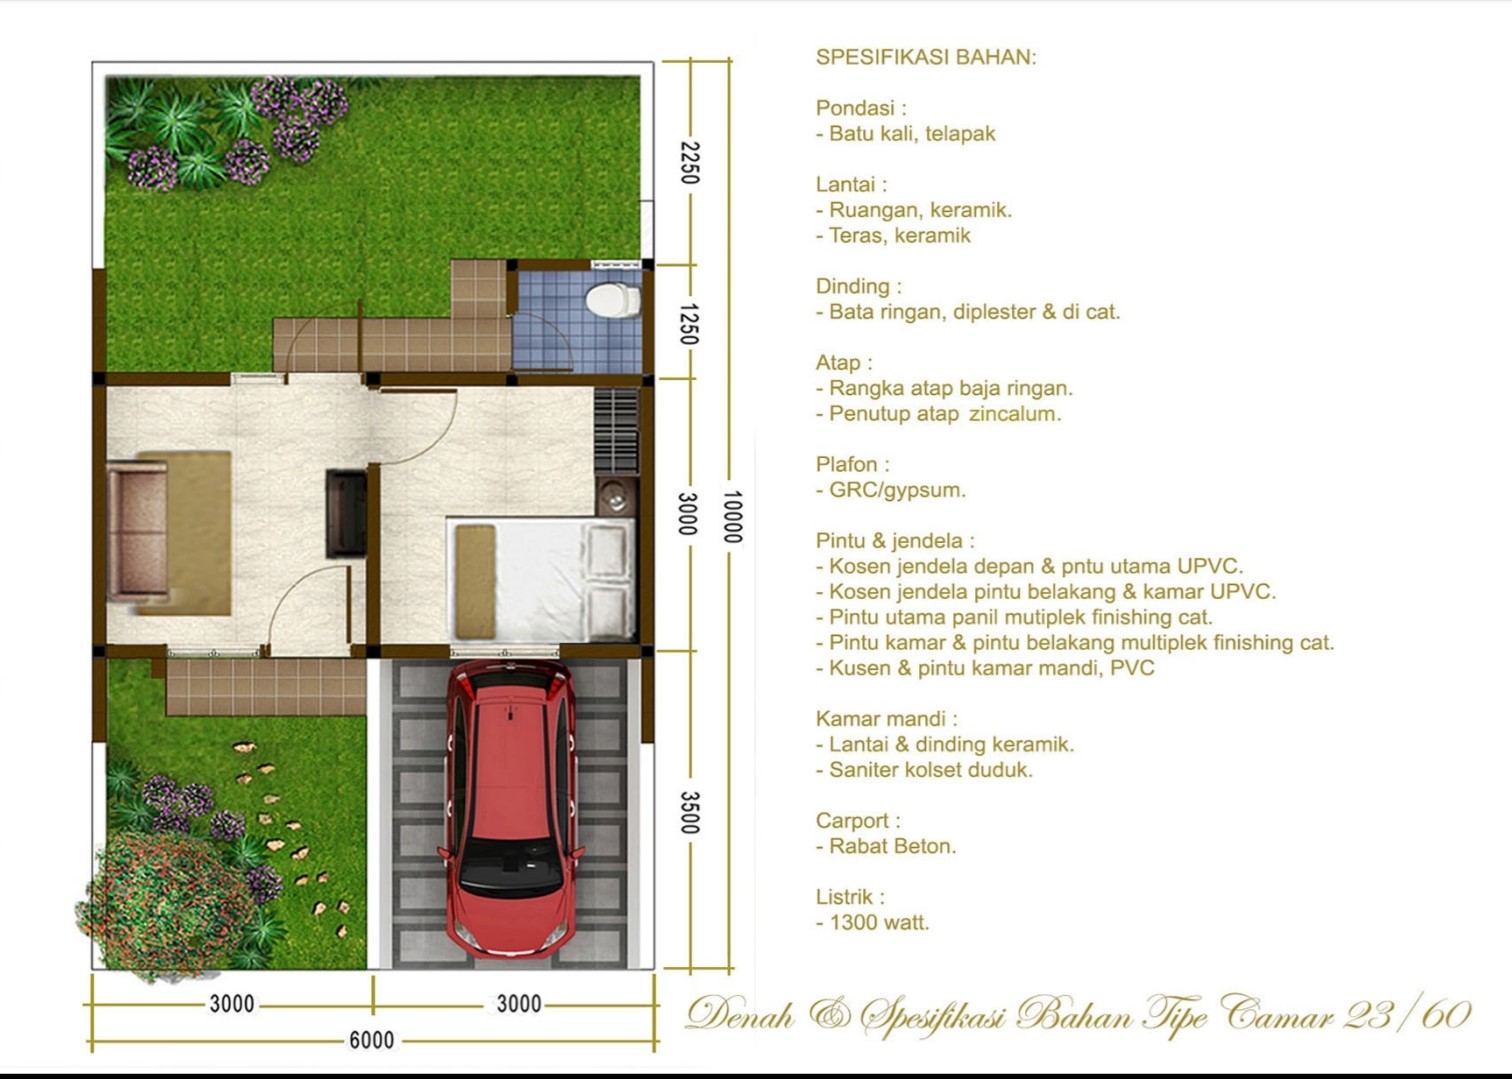 SPESIFIKASI BAHAN:
Pondasi :
- Batu kali, telapak
Lantai :
- Ruangan, keramik.
- Teras, keramik
Dinding :
- Bata ringan, diplester & di cat.
Atap :
- Rangka atap baja ringan.
- Penutup atap zincalum.
Plafon :
- GRC/gypsum.
Pintu & jendela :
- Kosen jendela depan & pntu utama UPVC.
- Kosen jendela pintu belakang & kamar UPVC.
- Pintu utama panil mutiplek finishing cat.
- Pintu kamar & pintu belakang multiplek finishing cat.
- Kusen & pintu kamar mandi, PVC
Kamar mandi :
- Lantai & dinding keramik.
- Saniter kolset duduk.
Carport :
- Rabat Beton.
Listrik :
- 1300 watt.
2250
1250
3000
10000
3500
3000
3000
6000
Denah & Spesifikasi Bahan Tipe Camar 23/60